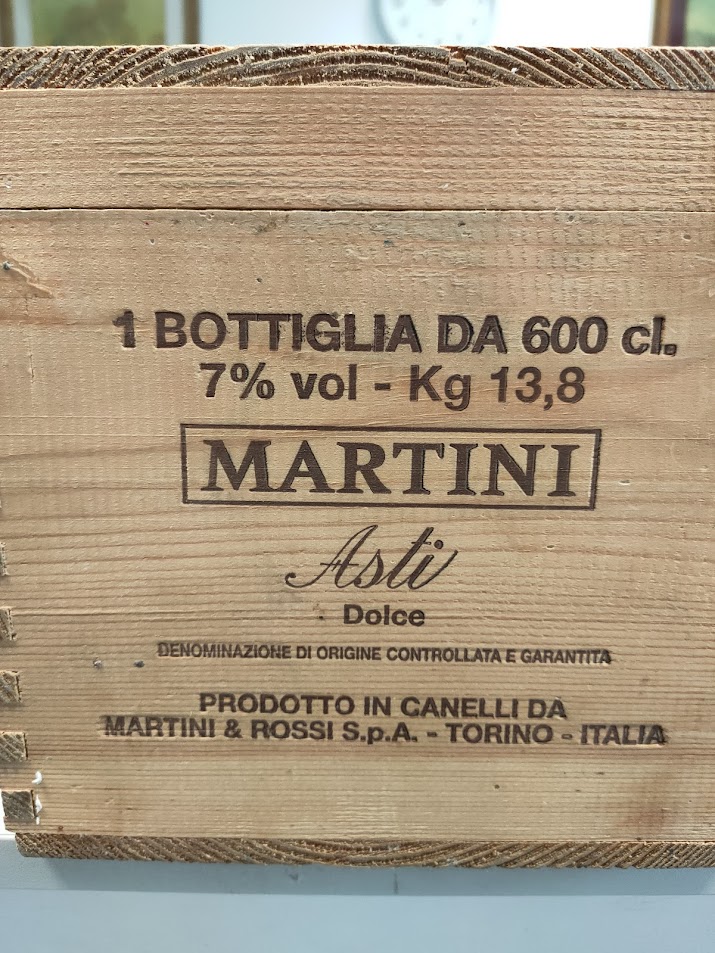 1 BOTTIGLIA DA 600 cl.
7% vol - Kg 13,8
MARTINI
Asti
Dolce
DENOMINAZIONE DI ORIGINE CONTROLLATA E GARANTITA
PRODOTTO IN CANELLI DA
MARTINI & ROSSI S.p.A. - TORINO - ITALIA